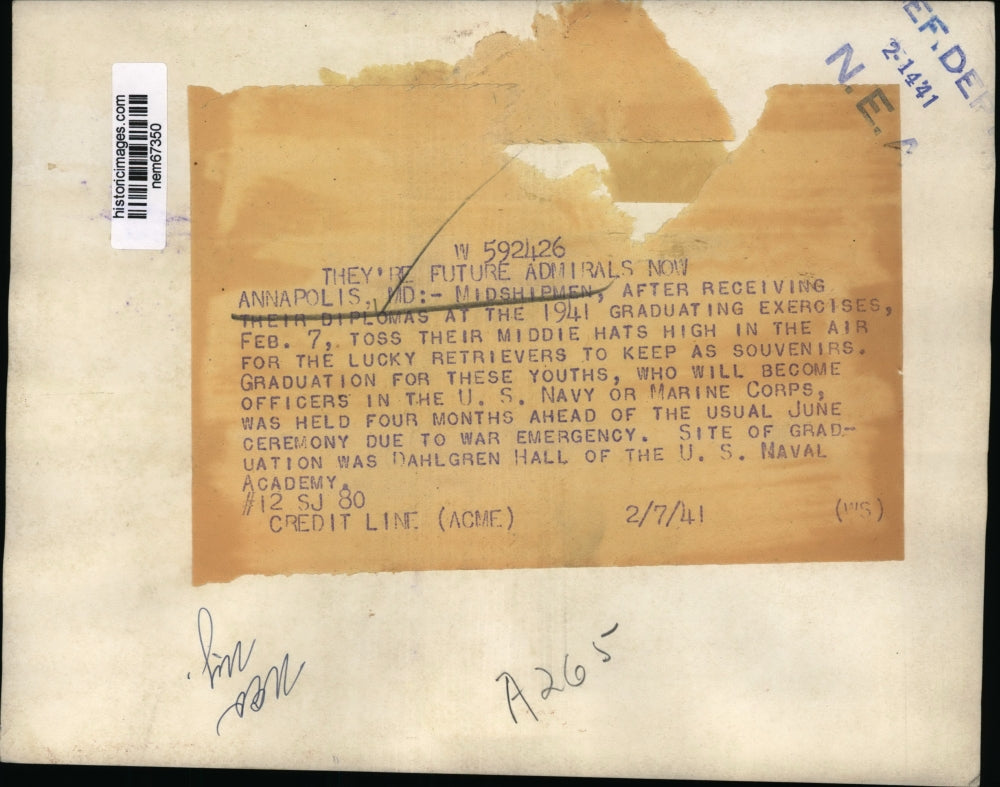 EF. DE
2-1441
N. E. A
historicimages.com
nem67350
W 592426
THEY'RE FUTURE ADMIRALS NOW
ANNAPOLIS, MD:- MIDSHIPMEN, AFTER RECEIVING
THEIR DIPLOMAS AT THE 1941 GRADUATING EXERCISES,
FEB. 7, TOSS THEIR MIDDIE HATS HIGH IN THE AIR
FOR THE LUCKY RETRIEVERS TO KEEP AS SOUVENIRS.
GRADUATION FOR THESE YOUTHS, WHO WILL BECOME
OFFICERS IN THE U. S. NAVY OR MARINE CORPS,
WAS HELD FOUR MONTHS AHEAD OF THE USUAL JUNE
CEREMONY DUE TO WAR EMERGENCY. SITE OF GRAD-
UATION WAS DAHLGREN HALL OF THE U. S. NAVAL
ACADEMY.
#12 SJ 80
CREDIT LINE (ACME) 2/7/41 (WS)
A265